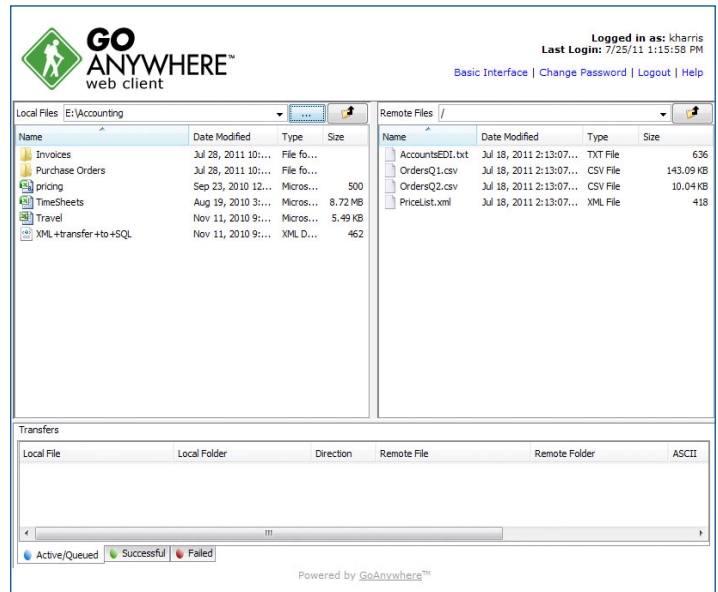 GO
ANYWHERE™
web client
Logged in as: kharris
Last Login: 7/25/11 1:15:58 PM
Basic Interface | Change Password | Logout | Help
Local Files E:\Accounting ...
Name Date Modified Type Size
Invoices Jul 28, 2011 10:... File fo...
Purchase Orders Jul 28, 2011 10:... File fo...
pricing Sep 23, 2010 12... Micros... 500
TimeSheets Aug 19, 2010 3:... Micros... 8.72 MB
Travel Nov 11, 2010 9:... Micros... 5.49 KB
XML+transfer+to+SQL Nov 11, 2010 9:... XML D... 462
Remote Files /
Name Date Modified Type Size
AccountsEDI.txt Jul 18, 2011 2:13:07... TXT File 636
OrdersQ1.csv Jul 18, 2011 2:13:07... CSV File 143.09 KB
OrdersQ2.csv Jul 18, 2011 2:13:07... CSV File 10.04 KB
PriceList.xml Jul 18, 2011 2:13:07... XML File 418
Transfers
Local File Local Folder Direction Remote File Remote Folder ASCII
Active/Queued Successful Failed
Powered by GoAnywhere™